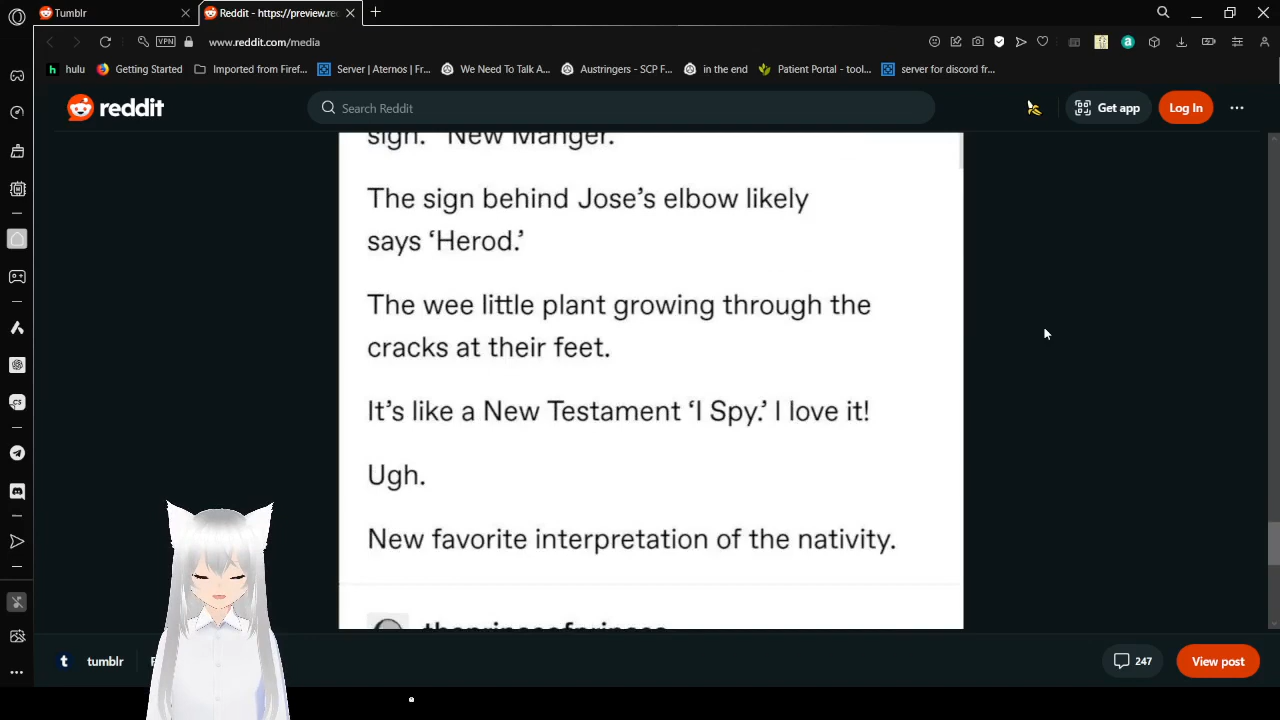 Tumblr
Reddit - https://preview.re
VPN
www.reddit.com/media
hulu
Getting Started
Imported from Firef...
Server | Aternos | Fr...
We Need To Talk A...
Austringers - SCP F...
in the end
Patient Portal - tool...
server for discord fr...
reddit
Search Reddit
Get app
Log In
sign. "New Manger."
The sign behind Jose's elbow likely
says 'Herod.'
The wee little plant growing through the
cracks at their feet.
It's like a New Testament 'I Spy.' I love it!
Ugh.
New favorite interpretation of the nativity.
theprinceofprince
tumblr
247
View post